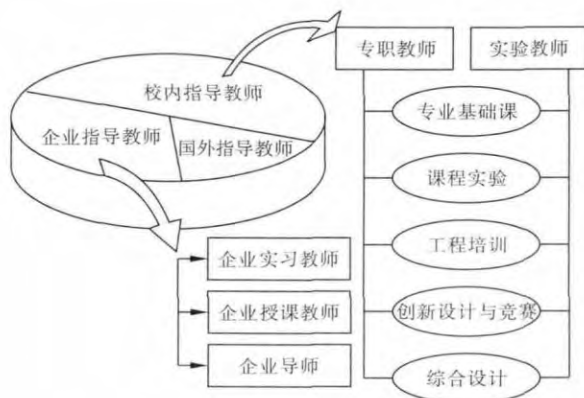 专职教师
实验教师
校内指导教师
企业指导教师
国外指导教师
专业基础课
课程实验
工程培训
创新设计与竞赛
综合设计
企业实习教师
企业授课教师
企业导师